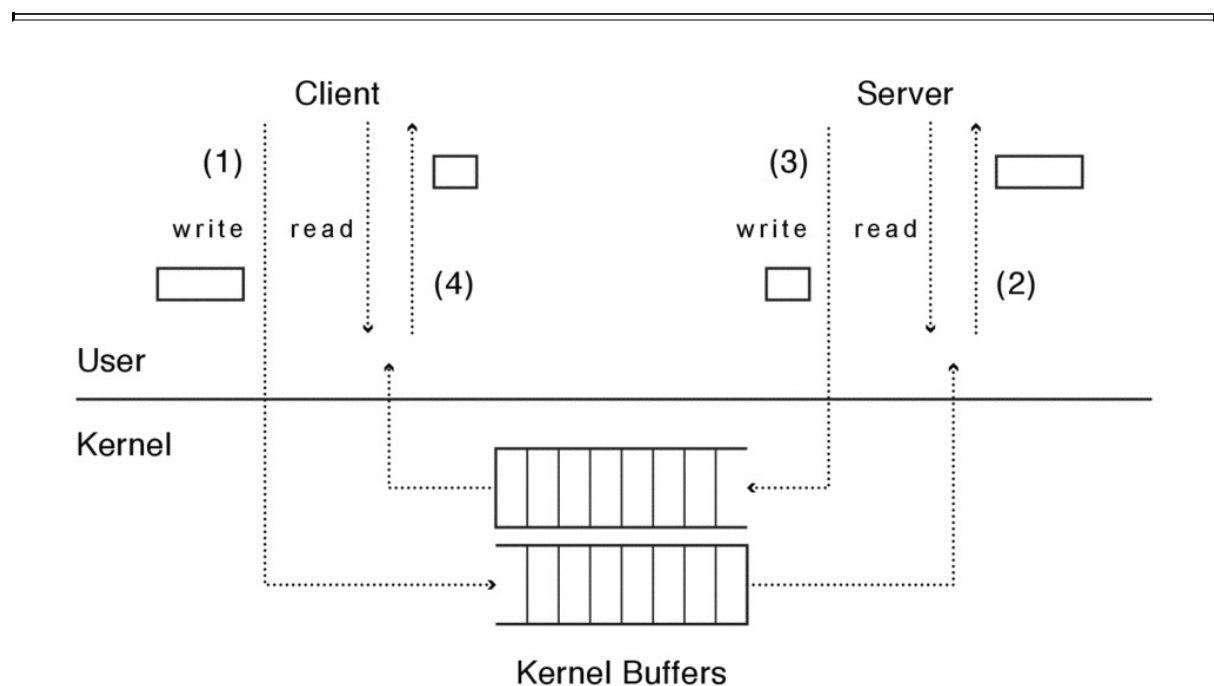 Client Server
(1) (3)
write read write read
(4) (2)
User
Kernel
Kernel Buffers